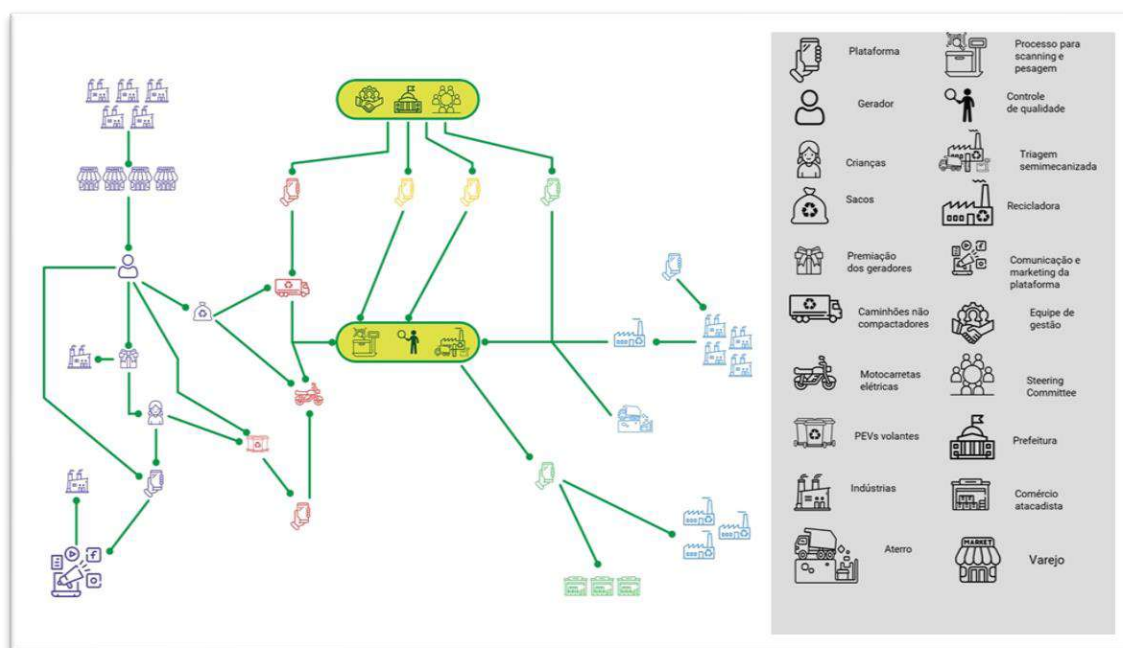 Plataforma
Processo para
scanning e
pesagem
Gerador
Controle
de qualidade
Crianças
Triagem
semimecanizada
Sacos
Recicladora
Premiação
dos geradores
Comunicação e
marketing da
plataforma
Caminhões não
compactadores
Equipe de
gestão
Motocarretas
elétricas
Steering
Committee
PEVs volantes
Prefeitura
Indústrias
Comércio
atacadista
Aterro
MARKET
Varejo